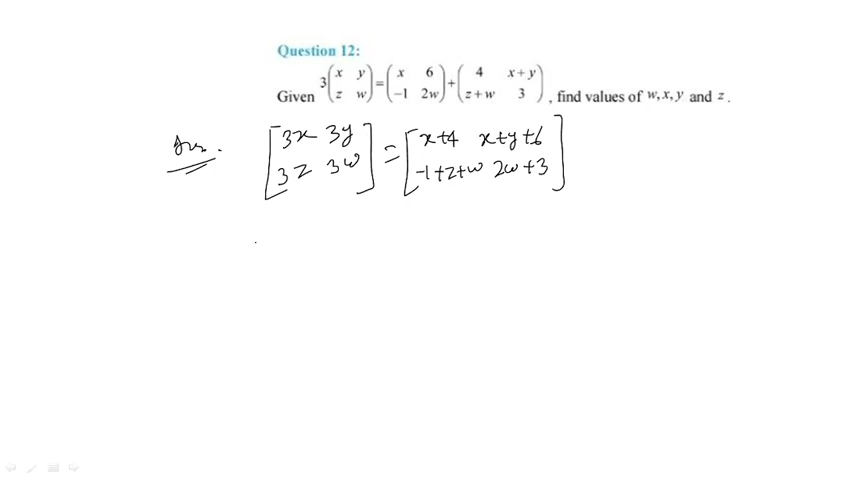 Question 12:
Given 3(x y z w) = (x 6 -1 2w) + (4 x+y z+w 3), find values of w, x, y and z.
Ans. [3x 3y] = [x+4 x+y+6]
[3z 3w] [-1+z+w 2w+3]